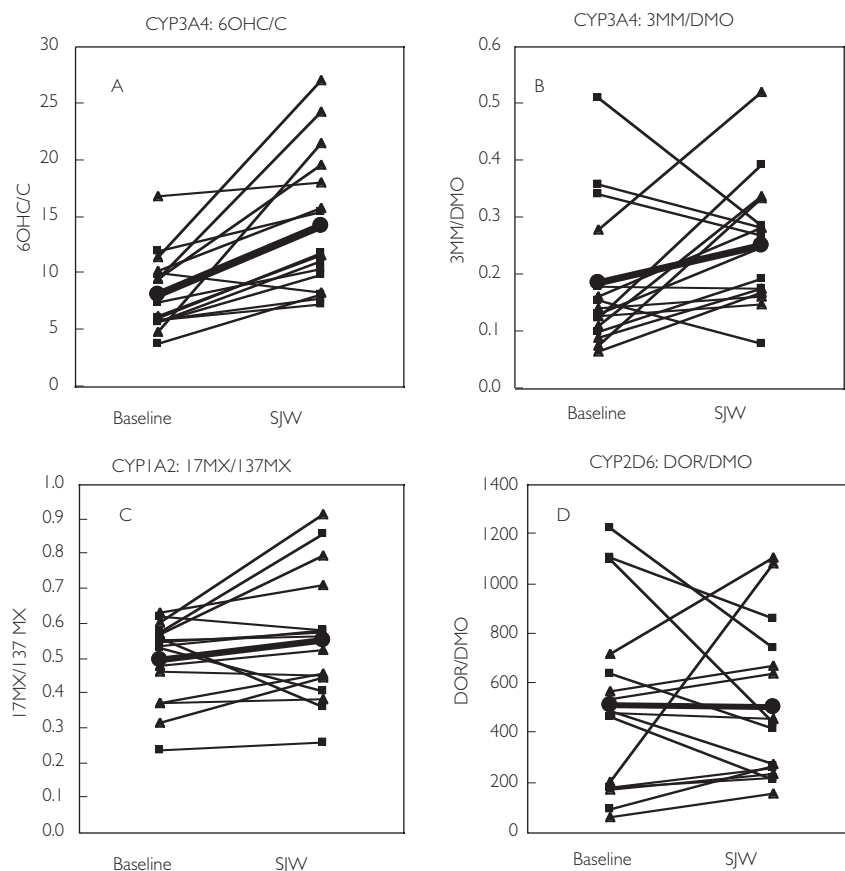 CYP3A4: 6OHC/C
30
25
20
15
10
5
0
6OHC/C
A
Baseline SJW
CYP3A4: 3MM/DMO
0.6
0.5
0.4
0.3
0.2
0.1
0.0
3MM/DMO
B
Baseline SJW
CYP1A2: 17MX/137MX
1.0
0.9
0.8
0.7
0.6
0.5
0.4
0.3
0.2
0.1
0.0
17MX/137 MX
C
Baseline SJW
CYP2D6: DOR/DMO
1400
1200
1000
800
600
400
200
0
DOR/DMO
D
Baseline SJW